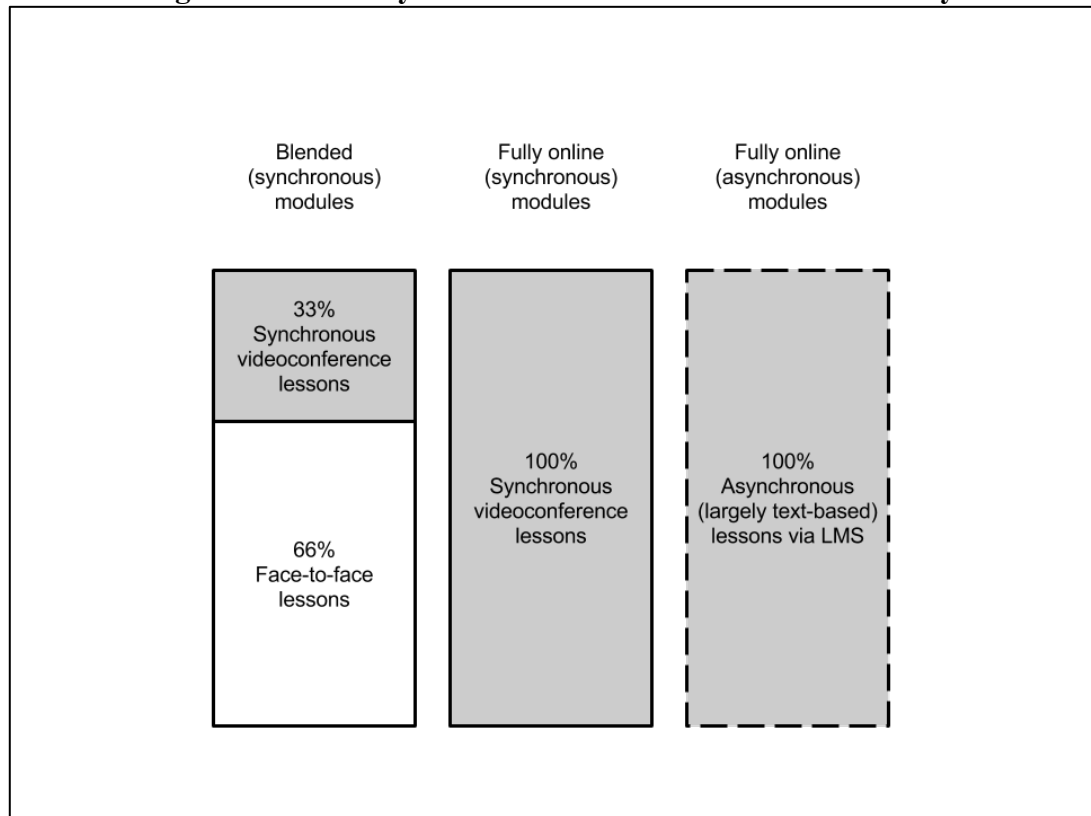 Blended
(synchronous)
modules
Fully online
(synchronous)
modules
Fully online
(asynchronous)
modules
33%
Synchronous
videoconference
lessons
66%
Face-to-face
lessons
100%
Synchronous
videoconference
lessons
100%
Asynchronous
(largely text-based)
lessons via LMS